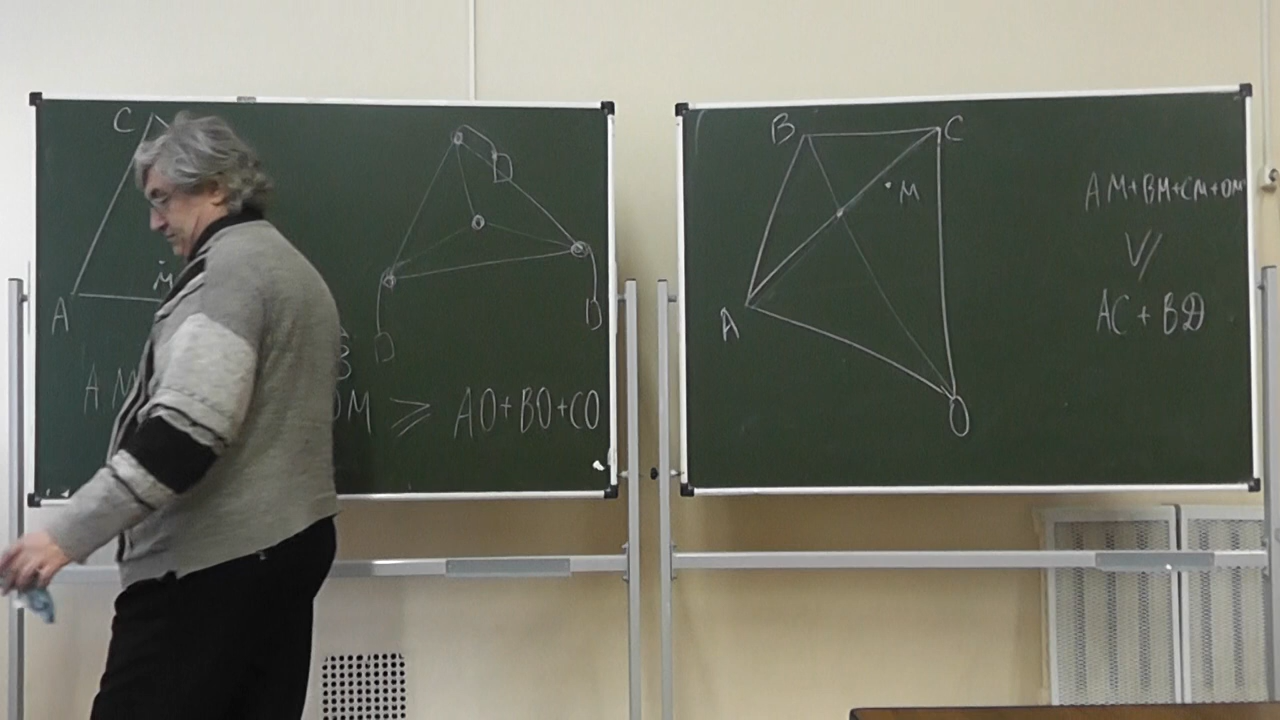 C
A
M
A M
OM ≥ AO+BO+CO
B
C
M
A
D
AM+BM+CM+DM
V//
AC + BD